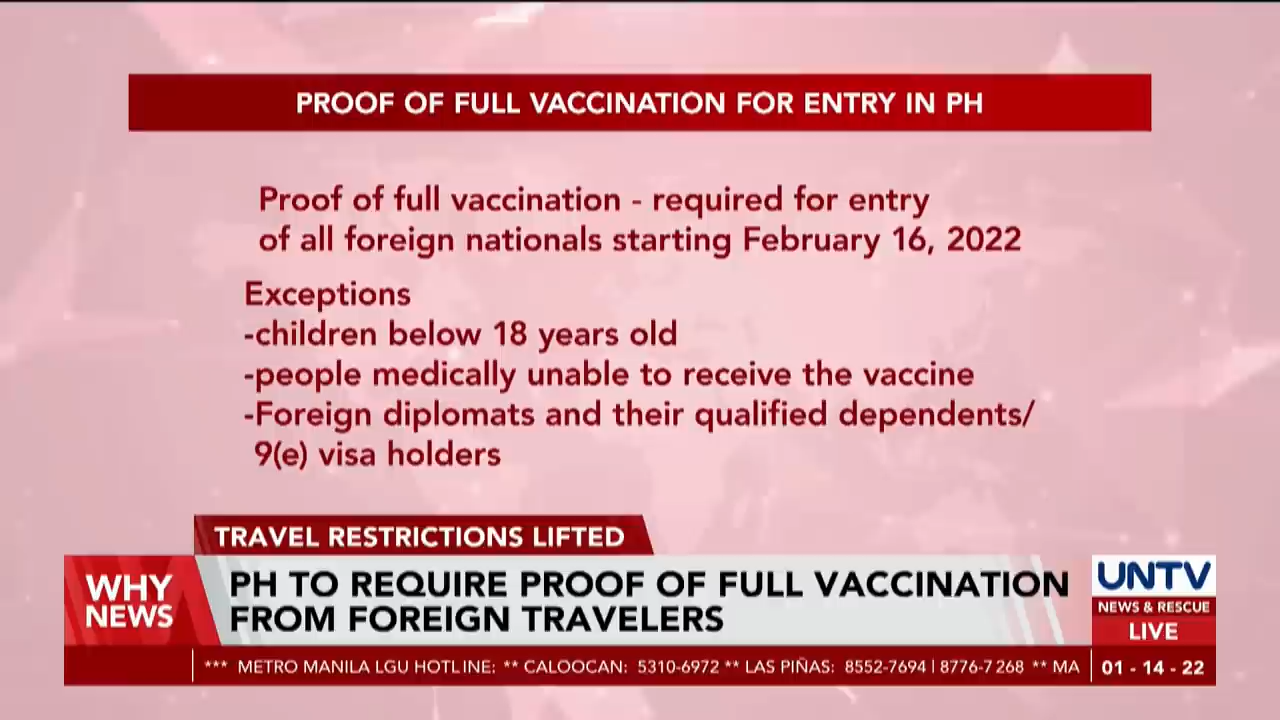 PROOF OF FULL VACCINATION FOR ENTRY IN PH
Proof of full vaccination - required for entry
of all foreign nationals starting February 16, 2022
Exceptions
-children below 18 years old
-people medically unable to receive the vaccine
-Foreign diplomats and their qualified dependents/
9(e) visa holders
TRAVEL RESTRICTIONS LIFTED
WHY
NEWS
PH TO REQUIRE PROOF OF FULL VACCINATION
FROM FOREIGN TRAVELERS
UNTV
NEWS & RESCUE
LIVE
*** METRO MANILA LGU HOTLINE: ** CALOOCAN: 5310-6972 ** LAS PIÑAS: 8552-7694 | 8776-7268 ** MA
01 - 14 - 22